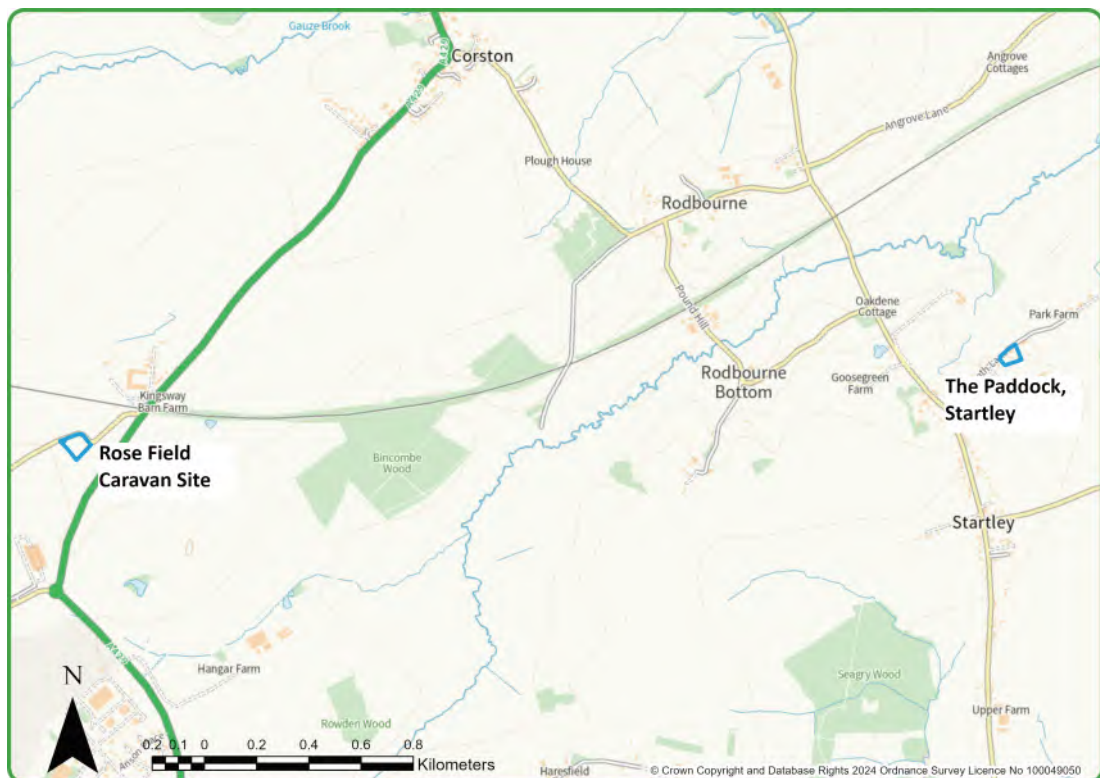 Gauze Brook
A429
Corston
A429
Angrove
Cottages
Angrove Lane
Plough House
Rodbourne
Pound Hill
Oakdene
Cottage
Park Farm
Rodbourne
Bottom
Goosegreen
Farm
The Paddock,
Startley
Kingsway
Barn Farm
Rose Field
Caravan Site
Bincombe
Wood
Startley
Hangar Farm
A429
Seagry Wood
N
Rowden Wood
Upper Farm
Anson Place
0.2 0.1 0 0.2 0.4 0.6 0.8
Kilometers
Haresfield
© Crown Copyright and Database Rights 2024 Ordnance Survey Licence No 100049050